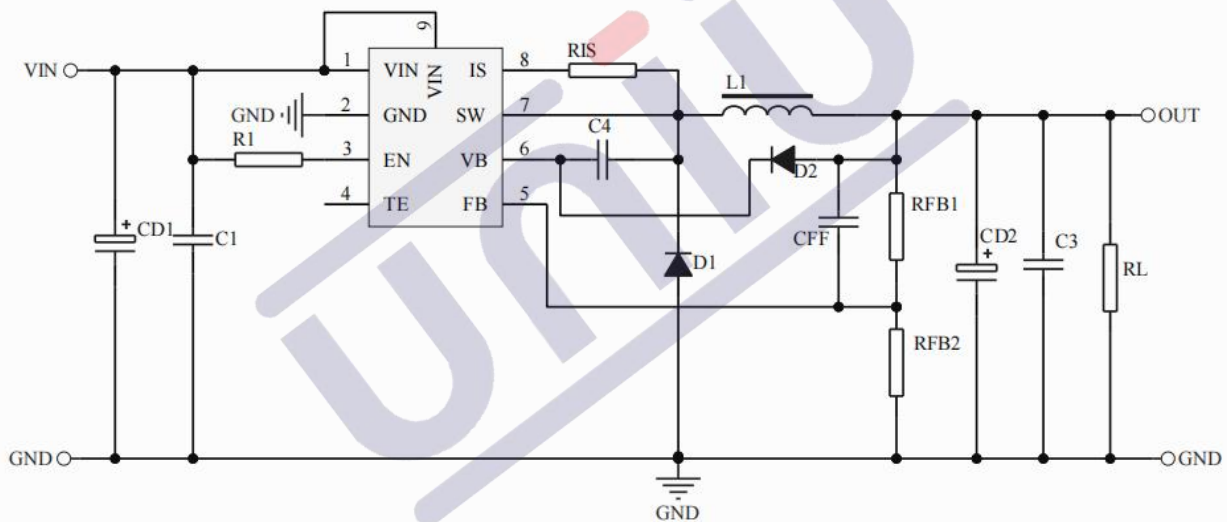 9
VIN
1
VIN
VIN
IS
8
RIS
L1
GND
2
GND
SW
7
OUT
R1
3
EN
VB
6
C4
D2
4
TE
FB
5
RFB1
CFF
+
CD1
C1
D1
CD2
+
C3
RL
RFB2
GND
GND
GND
uniu